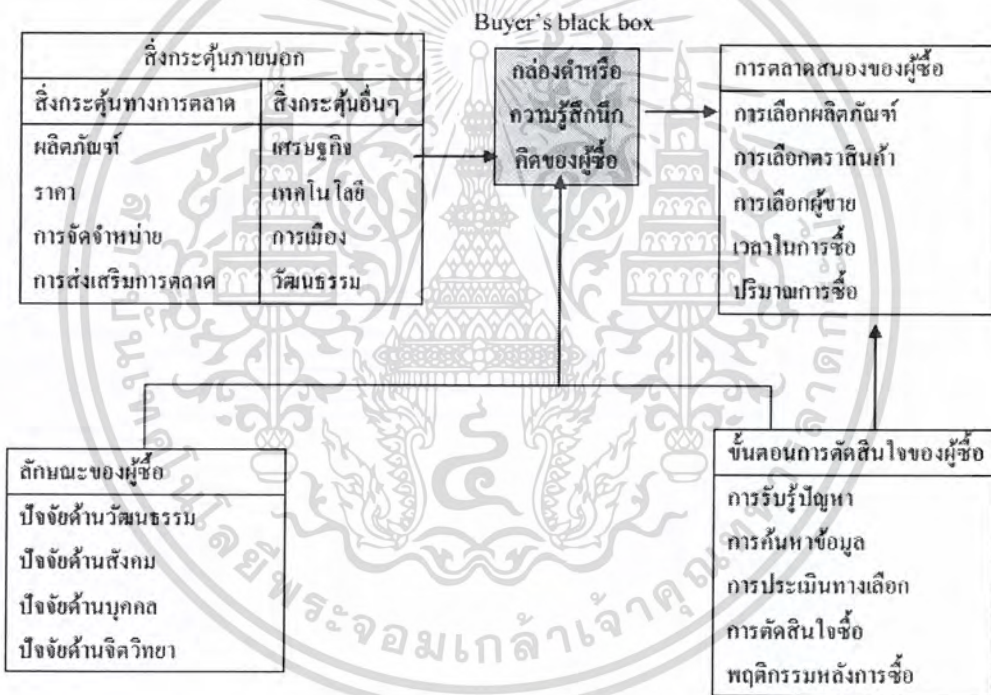 Buyer's black box
สิ่งกระตุ้นภายนอก
สิ่งกระตุ้นทางการตลาด สิ่งกระตุ้นอื่นๆ
ผลิตภัณฑ์ เศรษฐกิจ
ราคา เทคโนโลยี
การจัดจำหน่าย การเมือง
การส่งเสริมการตลาด วัฒนธรรม
กล่องดำหรือ
ความรู้สึกนึก
คิดของผู้ซื้อ
การตลาดสนองของผู้ซื้อ
การเลือกผลิตภัณฑ์
การเลือกตราสินค้า
การเลือกผู้ขาย
เวลาในการซื้อ
ปริมาณการซื้อ
ลักษณะของผู้ซื้อ
ปัจจัยด้านวัฒนธรรม
ปัจจัยด้านสังคม
ปัจจัยด้านบุคคล
ปัจจัยด้านจิตวิทยา
ขั้นตอนการตัดสินใจของผู้ซื้อ
การรับรู้ปัญหา
การค้นหาข้อมูล
การประเมินทางเลือก
การตัดสินใจซื้อ
พฤติกรรมหลังการซื้อ